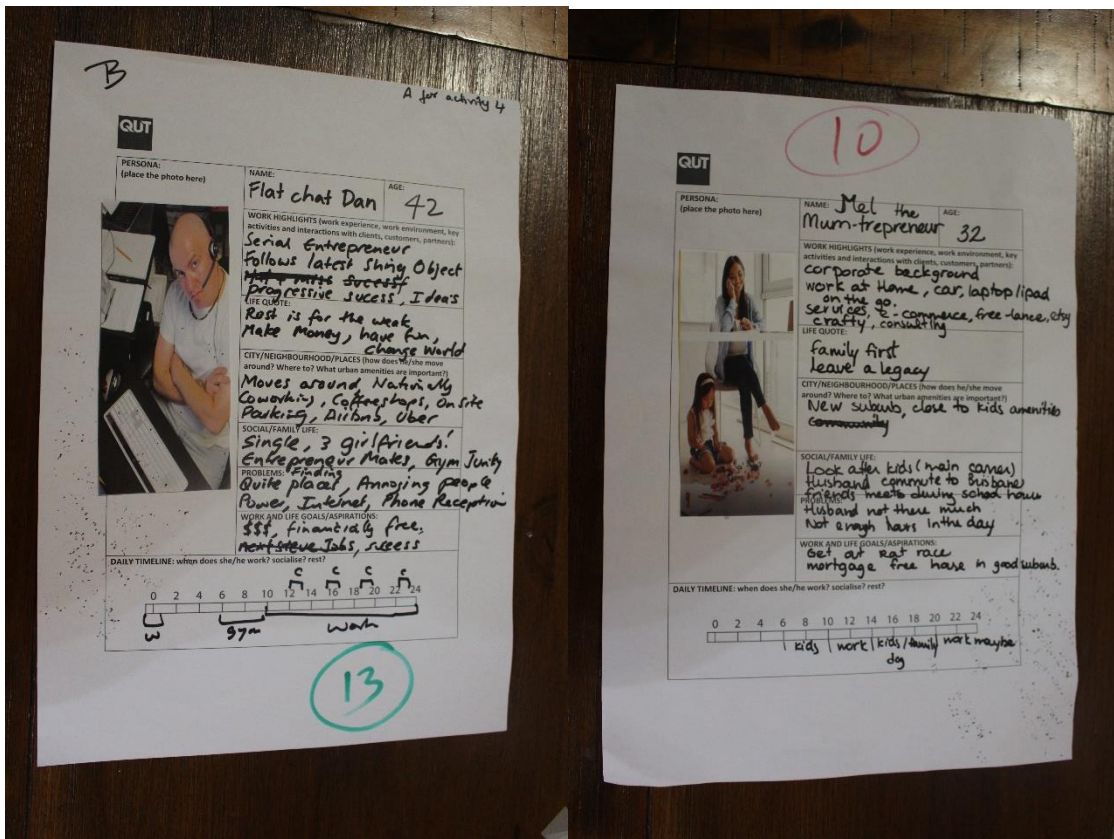 B
A for activity 4
QUT
PERSONA:
(place the photo here)
NAME:
Flat chat Dan
AGE:
42
WORK HIGHLIGHTS (work experience, work environment, key
activities and interactions with clients, customers, partners):
Serial Entrepreneur
follows latest Shiny Object
progressive sucess, Idea's
LIFE QUOTE:
Rest is for the weak
Make Money, have fun,
change World
CITY/NEIGHBOURHOOD/PLACES (how does he/she move
around? Where to? What urban amenities are important?)
Moves around Nationally
Coworking, Coffeeshops, Onsite
Parking, Airbnb, Uber
SOCIAL/FAMILY LIFE:
Single, 3 girlfriends!
Entrepreneur Mates, Gym Junky
PROBLEMS: Finding
Quite places, Annoying people
Power, Internet, Phone Reception
WORK AND LIFE GOALS/ASPIRATIONS:
$$$, financially free,
next steve Jobs, sucess
DAILY TIMELINE: when does she/he work? socialise? rest?
C C C C
0 2 4 6 8 10 12 14 16 18 20 22 24
W gym work
13
10
QUT
PERSONA:
(place the photo here)
NAME: Mel the
Mum-trepreneur
AGE:
32
WORK HIGHLIGHTS (work experience, work environment, key
activities and interactions with clients, customers, partners):
corporate background
work at Home, car, laptop/ipad
on the go.
services, e-commerce, free-lance, etsy
crafty, consulting
LIFE QUOTE:
family first
leave a legacy
CITY/NEIGHBOURHOOD/PLACES (how does he/she move
around? Where to? What urban amenities are important?)
New suburb, close to kids amenities
community
SOCIAL/FAMILY LIFE:
Look after kids (main carer)
Husband commute to Brisbane
friends meets during school hours
PROBLEMS:
Husband not there much
Not enough hours in the day
WORK AND LIFE GOALS/ASPIRATIONS:
Get out rat race
mortgage free house in good suburb.
DAILY TIMELINE: when does she/he work? socialise? rest?
0 2 4 6 8 10 12 14 16 18 20 22 24
kids work kids/family work maybe
dog